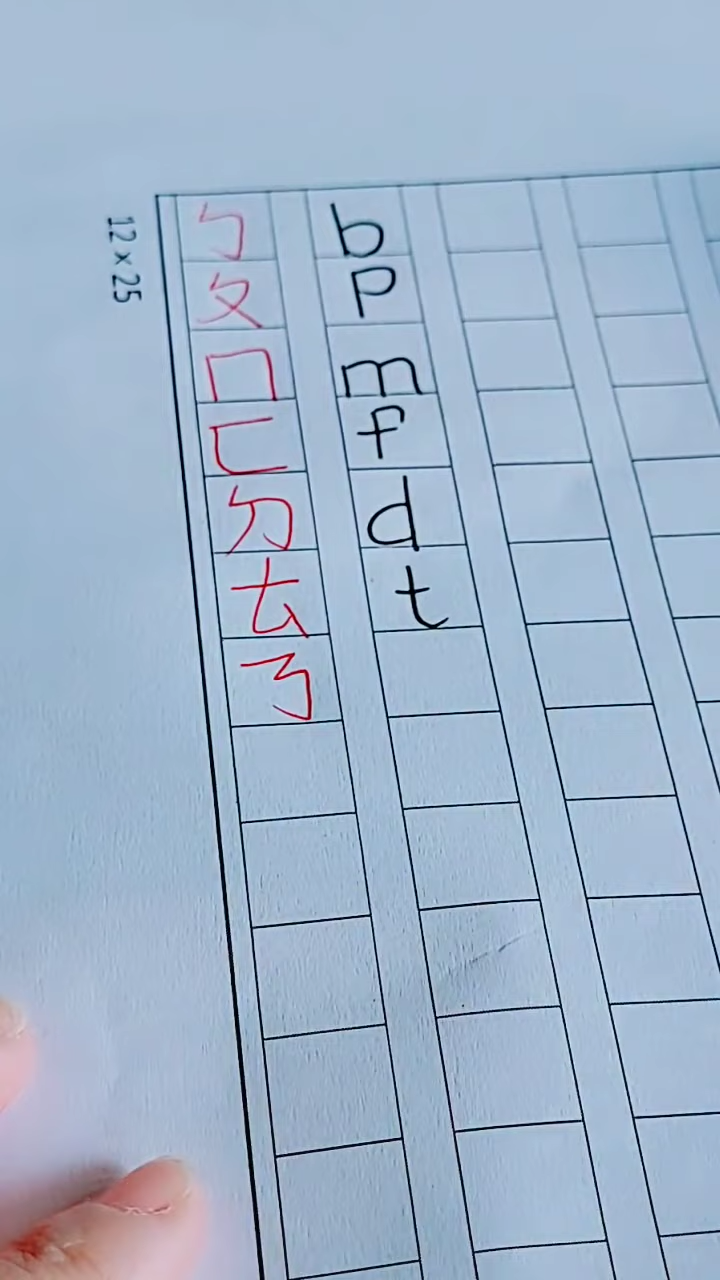 12×25
ㄅ b
ㄆ p
ㄇ m
ㄈ f
ㄉ d
ㄊ t
ㄋ